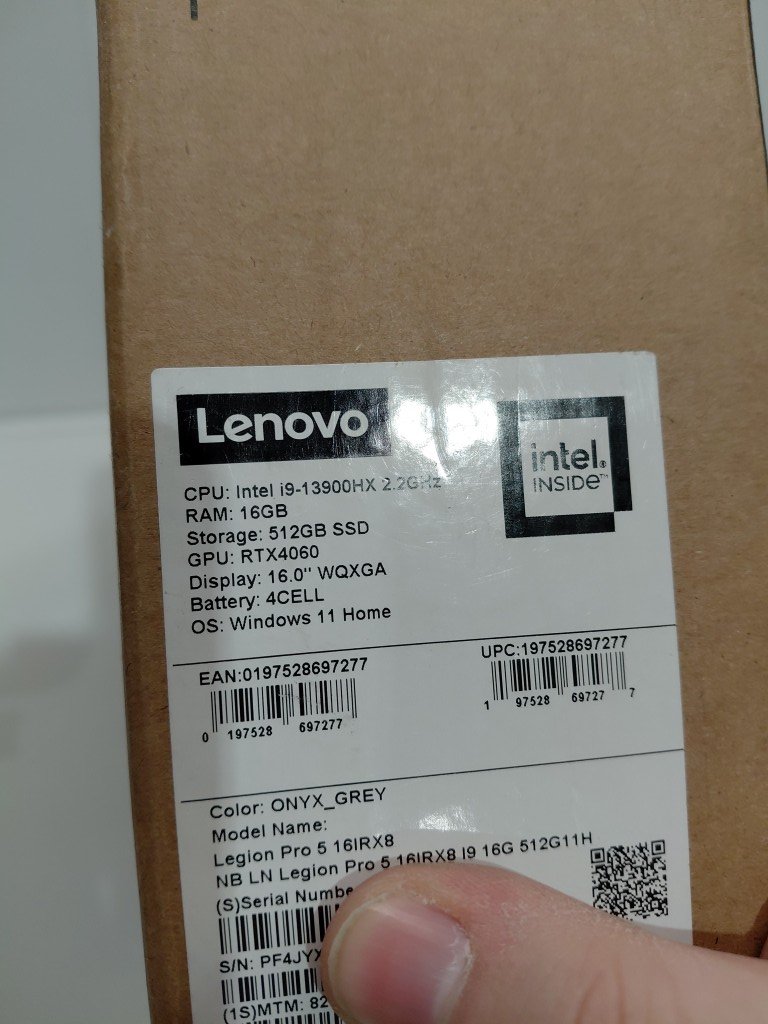 Lenovo
intel.
INSIDE™
CPU: Intel i9-13900HX 2.2GHz
RAM: 16GB
Storage: 512GB SSD
GPU: RTX4060
Display: 16.0" WQXGA
Battery: 4CELL
OS: Windows 11 Home
EAN:0197528697277
0 197528 697277
UPC:197528697277
1 97528 69727 7
Color: ONYX_GREY
Model Name:
Legion Pro 5 16IRX8
NB LN Legion Pro 5 16IRX8 I9 16G 512G11H
(S)Serial Numbe
S/N: PF4JY
(1S)MTM: 82